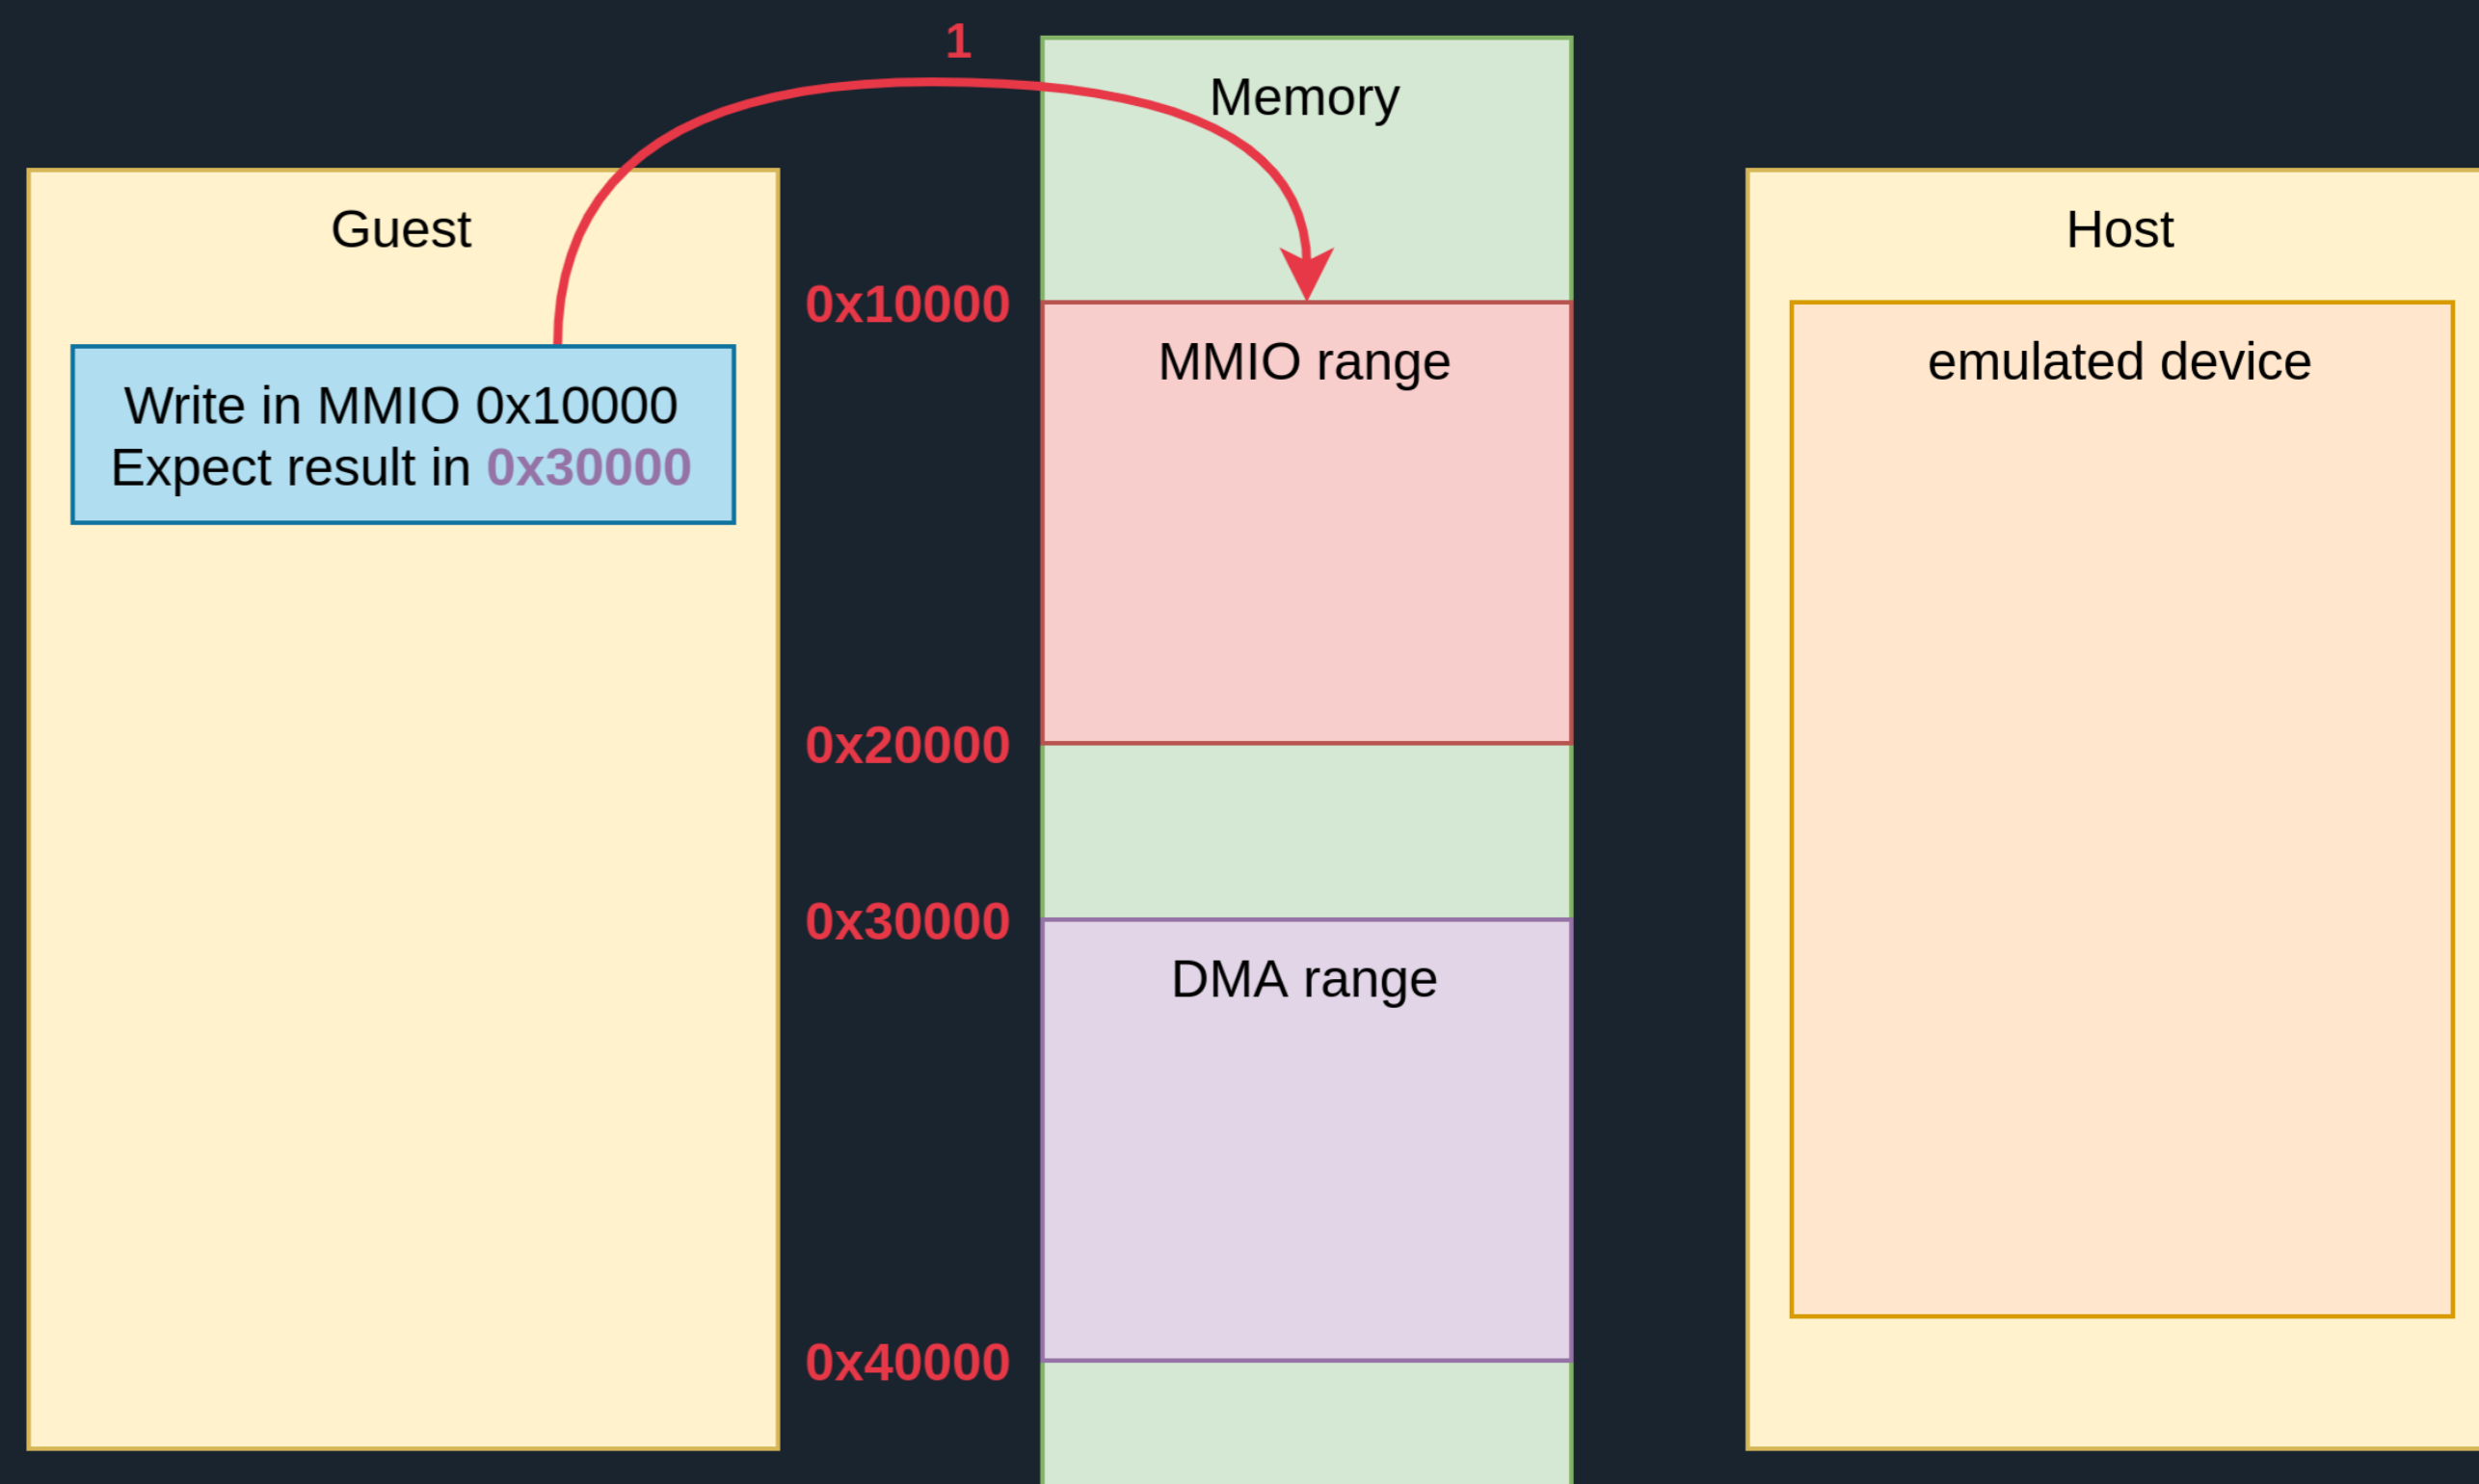 1
Memory
Guest
Host
0x10000
MMIO range
emulated device
Write in MMIO 0x10000
Expect result in 0x30000
0x20000
0x30000
DMA range
0x40000